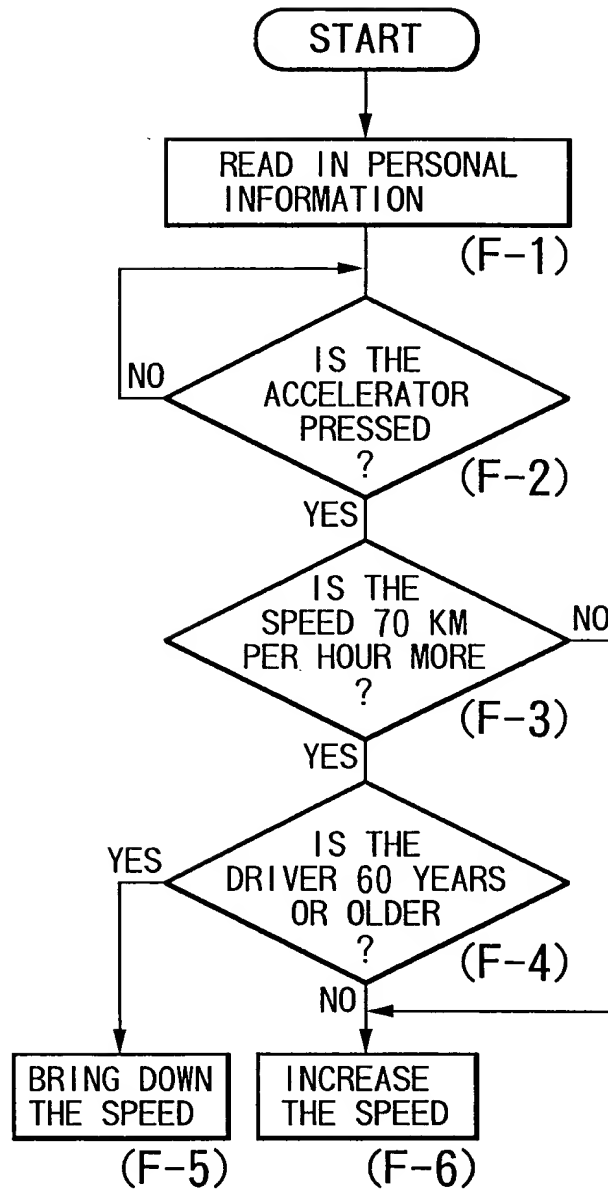 START
READ IN PERSONAL
INFORMATION
(F-1)
NO
IS THE
ACCELERATOR
PRESSED
?
(F-2)
YES
IS THE
SPEED 70 KM
PER HOUR MORE
?
NO
(F-3)
YES
YES
IS THE
DRIVER 60 YEARS
OR OLDER
?
(F-4)
NO
BRING DOWN
THE SPEED
(F-5)
INCREASE
THE SPEED
(F-6)